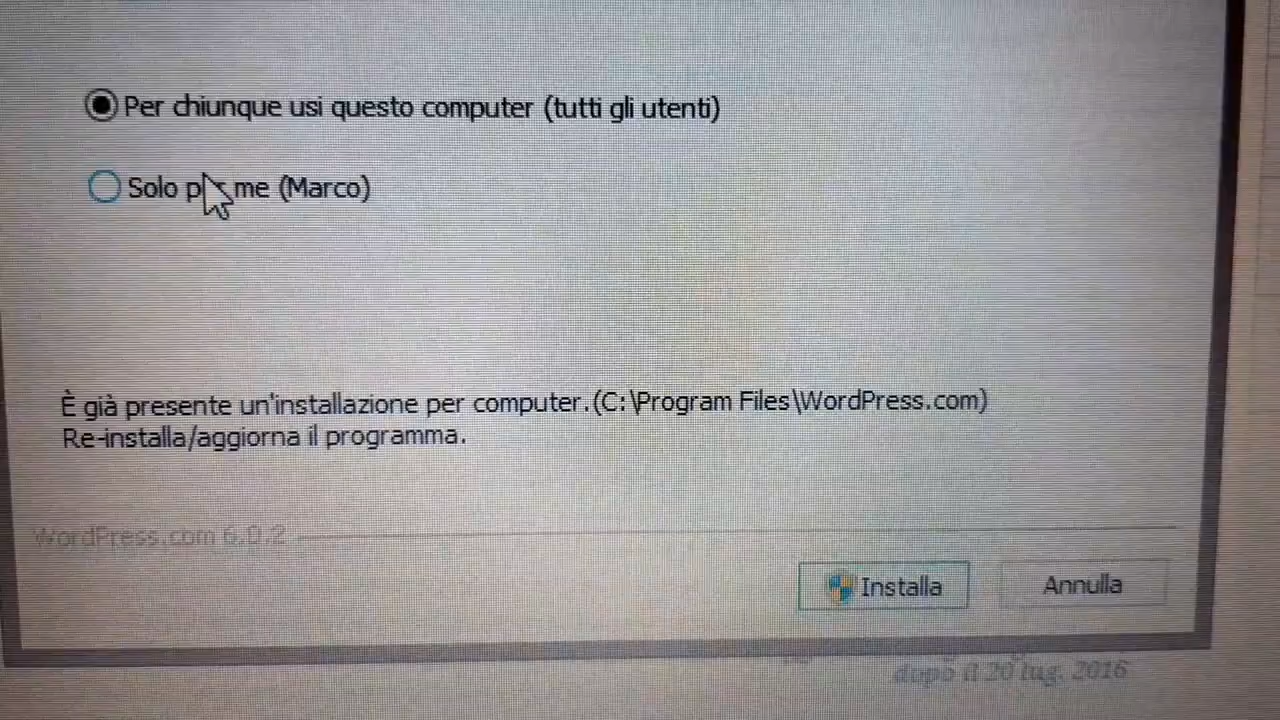 Per chiunque usi questo computer (tutti gli utenti)
Solo me (Marco)
È già presente un'installazione per computer.(C:\Program Files\WordPress.com)
Re-installa/aggiorna il programma.
WordPress.com 6.0.2
Installa
Annulla
dopo il 20 lug. 2016